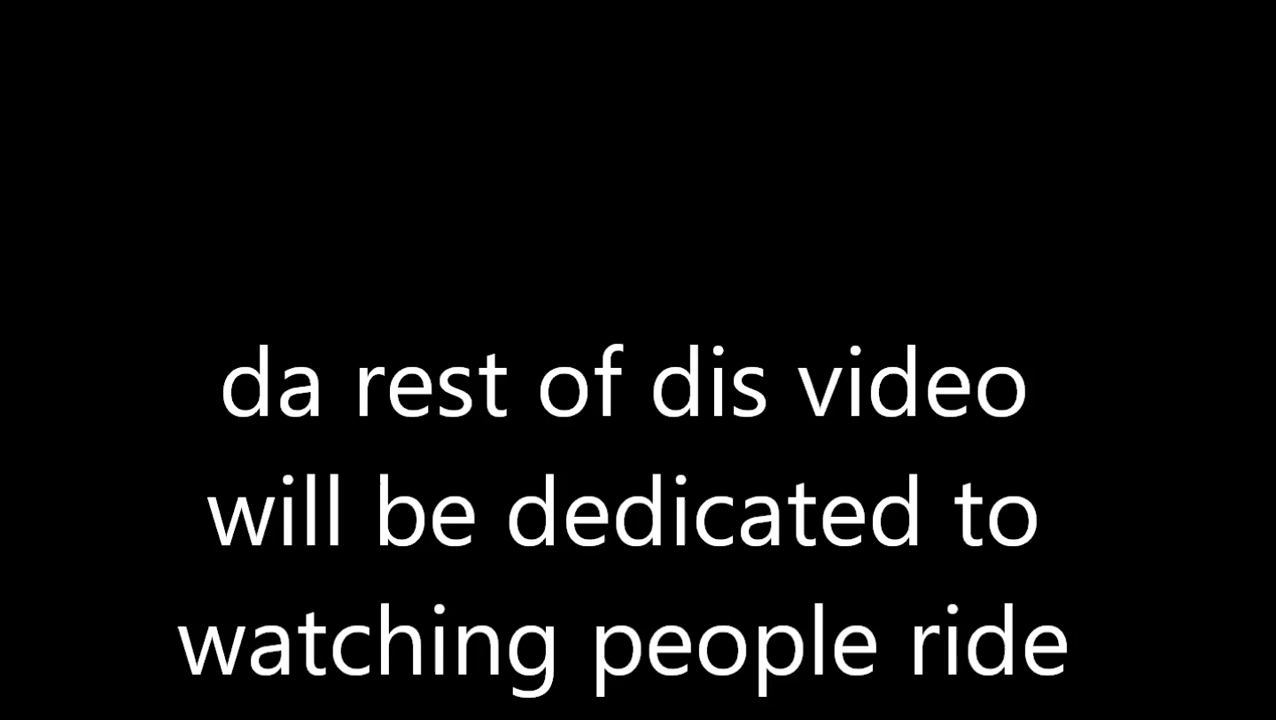 da rest of dis video
will be dedicated to
watching people ride